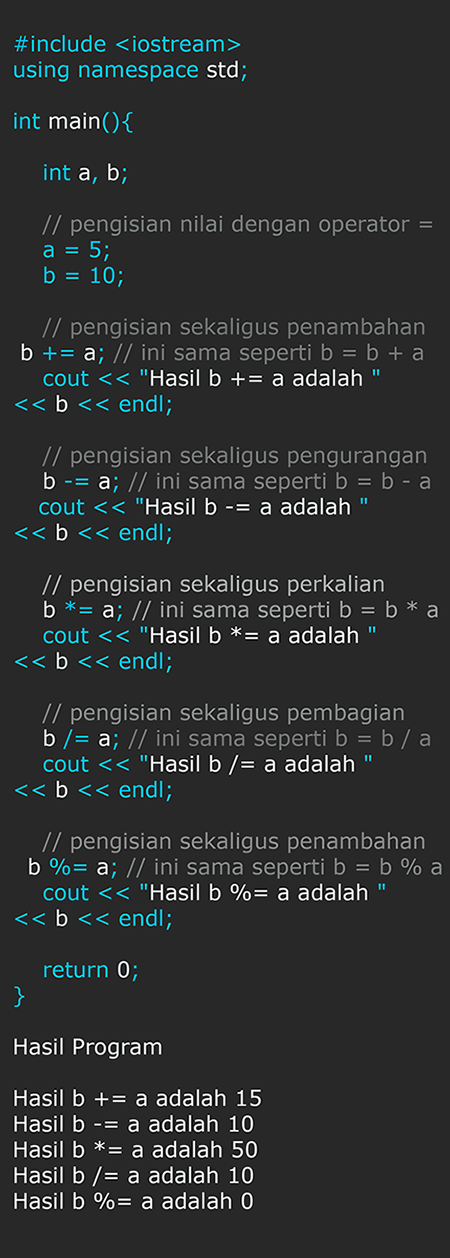 #include <iostream>
using namespace std;
int main(){
int a, b;
// pengisian nilai dengan operator =
a = 5;
b = 10;
// pengisian sekaligus penambahan
b += a; // ini sama seperti b = b + a
cout << "Hasil b += a adalah "
<< b << endl;
// pengisian sekaligus pengurangan
b -= a; // ini sama seperti b = b - a
cout << "Hasil b -= a adalah "
<< b << endl;
// pengisian sekaligus perkalian
b *= a; // ini sama seperti b = b * a
cout << "Hasil b *= a adalah "
<< b << endl;
// pengisian sekaligus pembagian
b /= a; // ini sama seperti b = b / a
cout << "Hasil b /= a adalah "
<< b << endl;
// pengisian sekaligus penambahan
b %= a; // ini sama seperti b = b % a
cout << "Hasil b %= a adalah "
<< b << endl;
return 0;
}
Hasil Program
Hasil b += a adalah 15
Hasil b -= a adalah 10
Hasil b *= a adalah 50
Hasil b /= a adalah 10
Hasil b %= a adalah 0